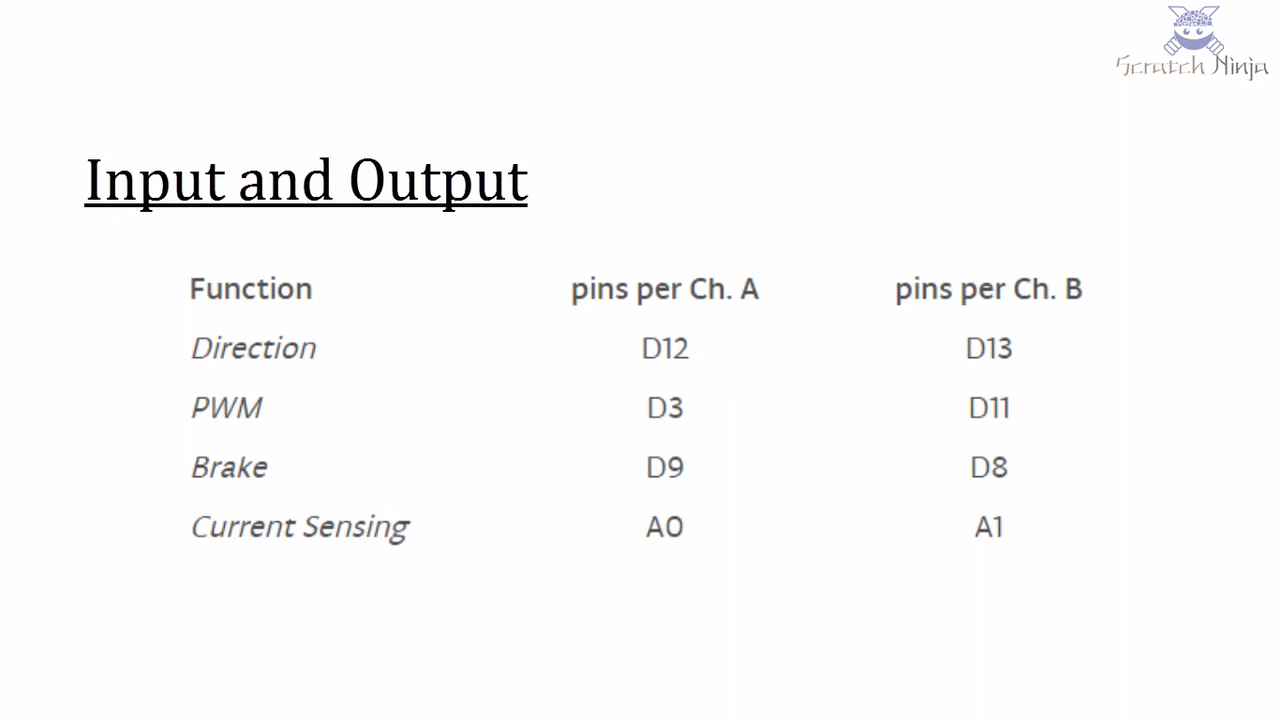 Scratch Ninja
Input and Output
Function pins per Ch. A pins per Ch. B
Direction D12 D13
PWM D3 D11
Brake D9 D8
Current Sensing A0 A1